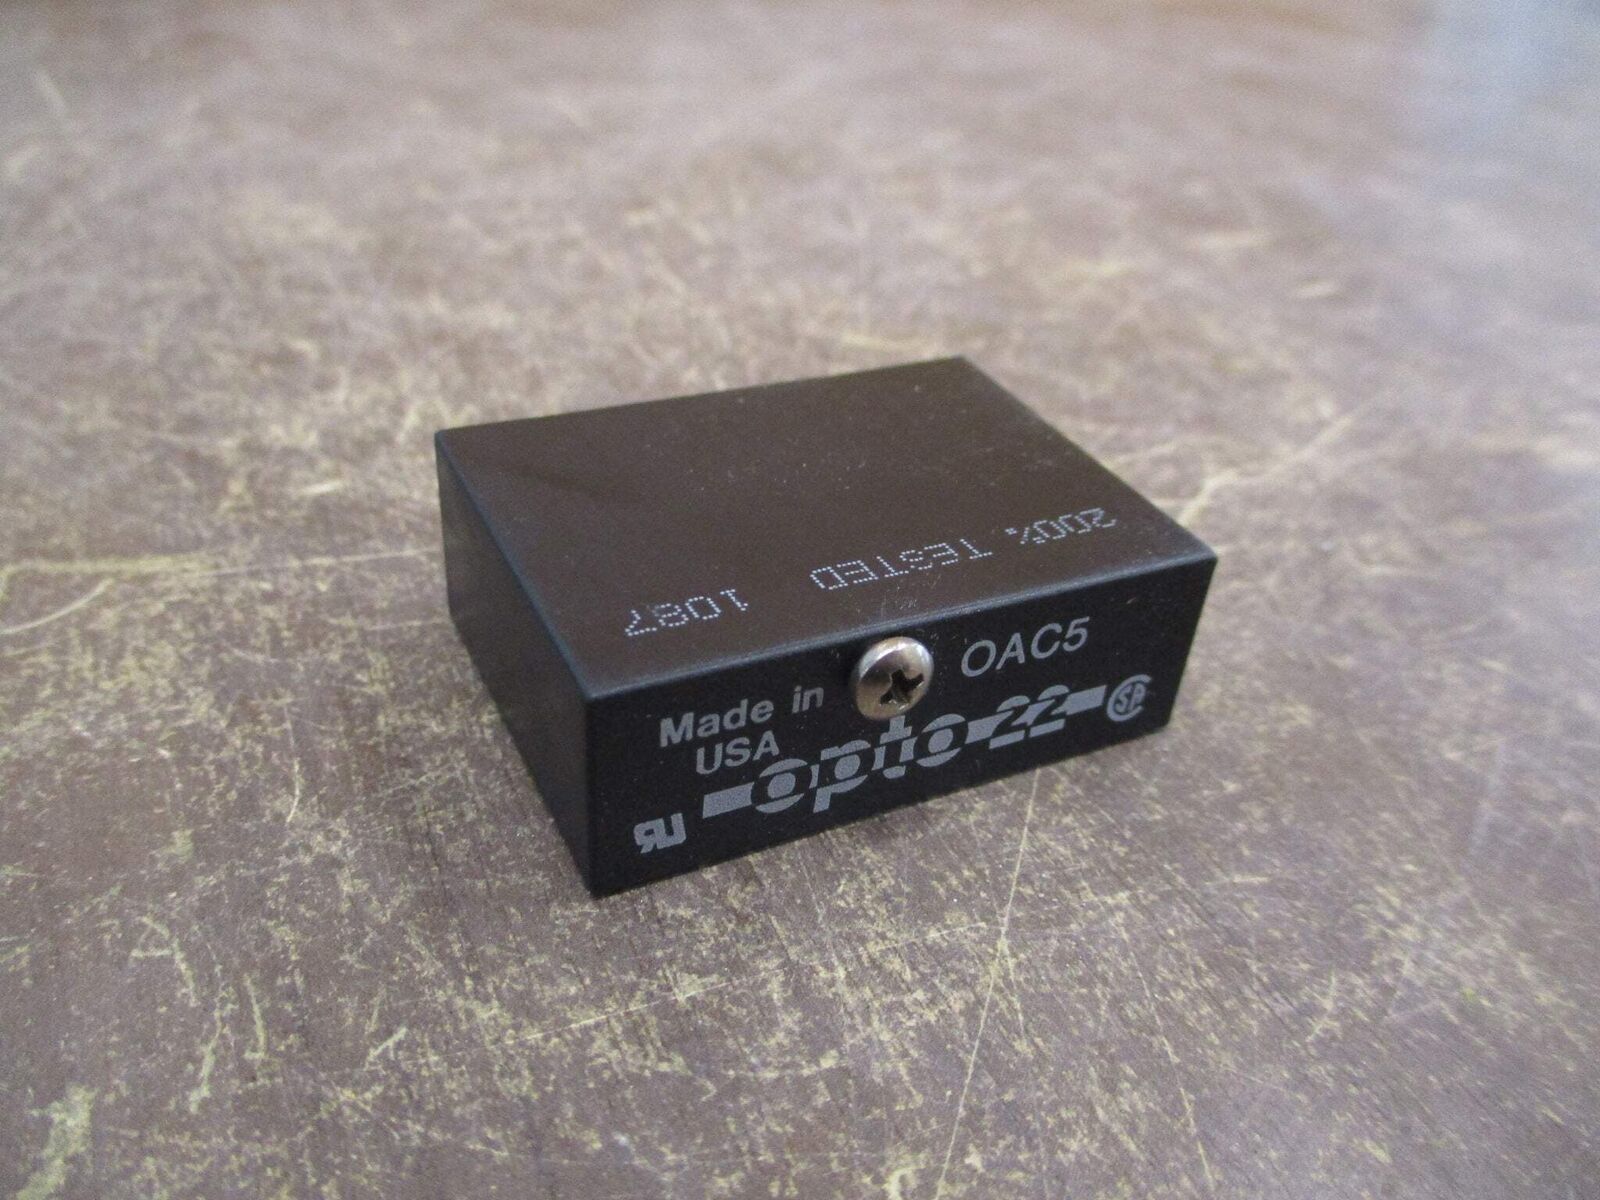 200% TESTED 1087
OAC5
Made in
USA
opto 22